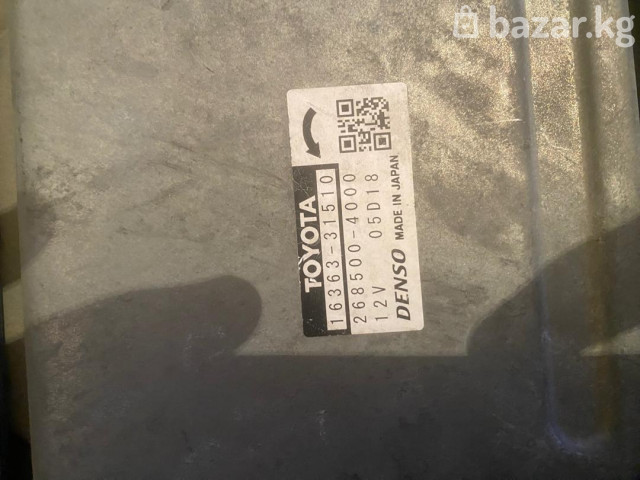 bazar.kg
TOYOTA
16363-31510
268500-4000
12V 05D18
DENSO MADE IN JAPAN